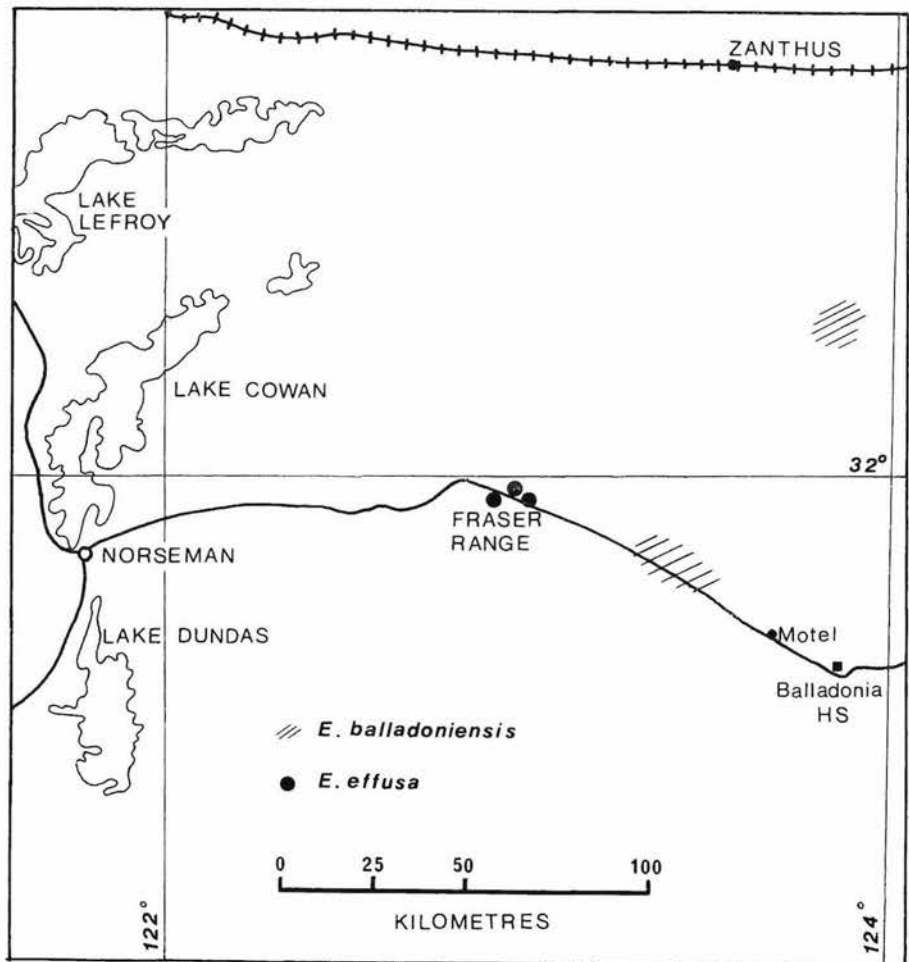 ZANTHUS
LAKE
LEFROY
LAKE COWAN
32°
FRASER
RANGE
NORSEMAN
LAKE DUNDAS
Motel
Balladonia
HS
E. balladoniensis
E. effusa
0 25 50 100
KILOMETRES
122°
124°